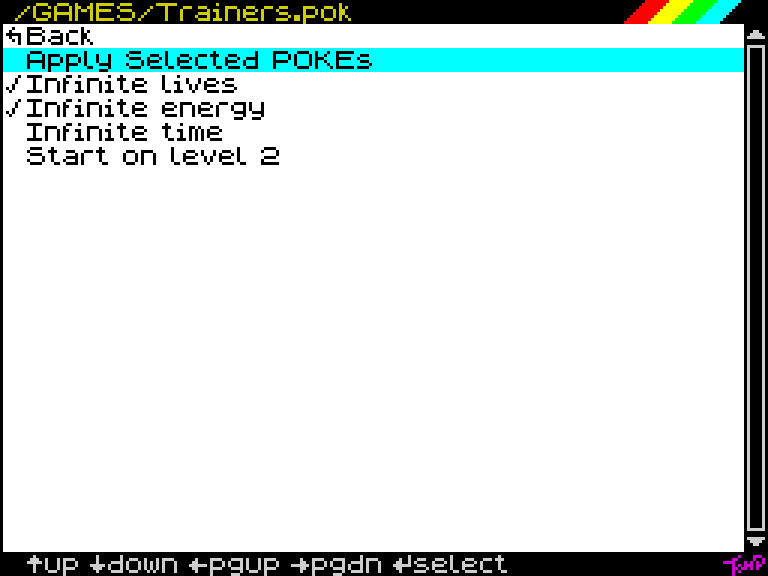 /GAMES/Trainers.pok
↰Back
Apply Selected POKEs
✓Infinite lives
✓Infinite energy
Infinite time
Start on level 2
↑up ↓down ←pgup →pgdn ↵select